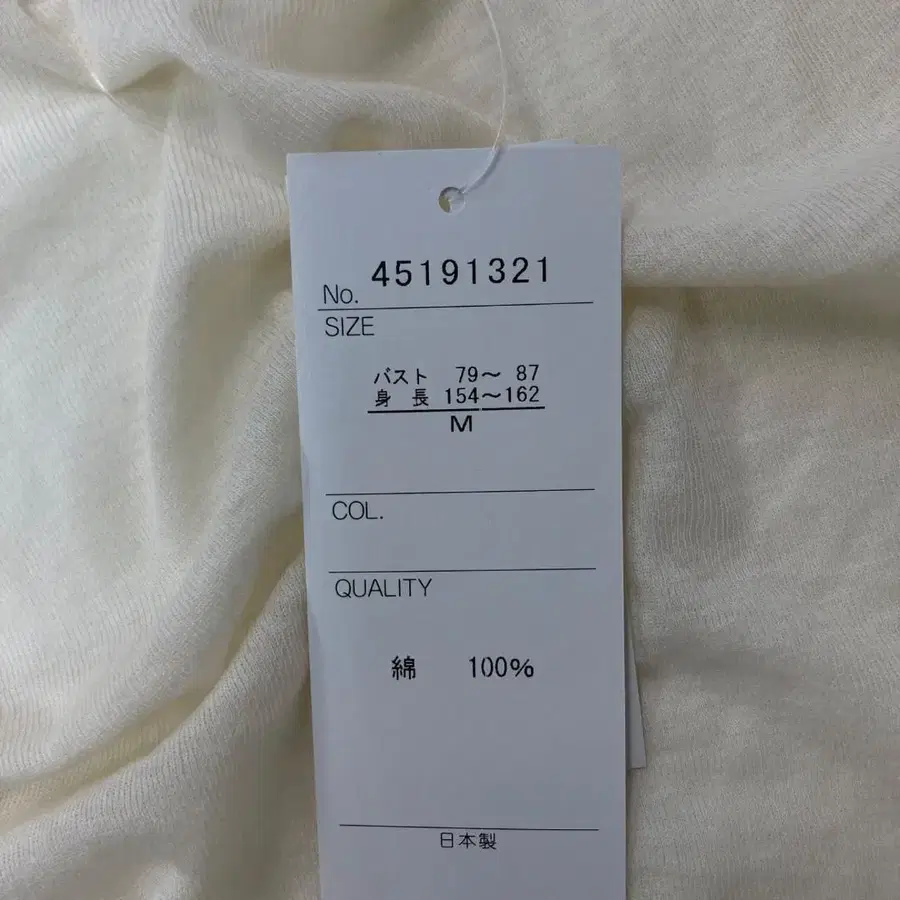 No. 45191321
SIZE
バスト 79～ 87
身 長 154～162
M
COL.
QUALITY
綿 100%
日本製